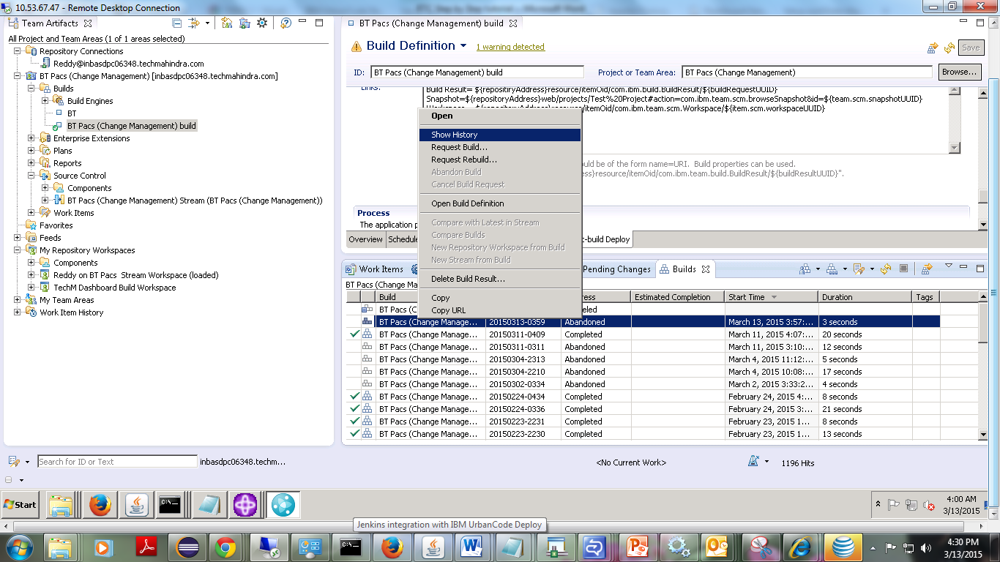 10.53.67.47 - Remote Desktop Connection
Team Artifacts
All Project and Team Areas (1 of 1 areas selected)
Repository Connections
Reddy@inbasdpc06348.techmahindra.com
BT Pacs (Change Management) [inbasdpc06348.techmahindra.com]
Builds
Build Engines
BT
BT Pacs (Change Management) build
Enterprise Extensions
Plans
Reports
Source Control
Components
BT Pacs (Change Management) Stream (BT Pacs (Change Management))
Work Items
Favorites
Feeds
My Repository Workspaces
Components
Reddy on BT Pacs Stream Workspace (loaded)
TechM Dashboard Build Workspace
My Team Areas
Work Item History
BT Pacs (Change Management) build
Build Definition
1 warning detected
Save
ID:
BT Pacs (Change Management) build
Project or Team Area:
BT Pacs (Change Management)
Browse...
Build Result= ${repositiryAddress}resource/itemOid/com.ibm.build.BuildResult/${buildRequestUUID}
Snapshot=${repositoryAddress}web/projects/Test%20Project#action=com.ibm.team.scm.browseSnapshot&id=${team.scm.snapshotUUID}
resource/itemOid/com.ibm.team.scm.Workspace/${item.scm.workspaceUUID}
uld be of the form name=URI. Build properties can be used.
ess}resource/itemOid/com.ibm.team.build.BuildResult/${buildResultUUID}".
Process
The application p
Overview
Schedule
t-build Deploy
Open
Show History
Request Build...
Request Rebuild...
Abandon Build
Cancel Build Request
Open Build Definition
Compare with Latest in Stream
Compare Builds
New Repository Workspace from Build
New Stream from Build
Delete Build Result...
Copy
Copy URL
Work Items
Pending Changes
Builds
BT Pacs (Change Ma
Build
ress
Estimated Completion
Start Time
Duration
Tags
BT Pacs (C
eled
BT Pacs (Change Manage... 20150313-0359 Abandoned March 13, 2015 3:57:... 3 seconds
BT Pacs (Change Manage... 20150311-0409 Completed March 11, 2015 4:07:... 20 seconds
BT Pacs (Change Manage... 20150311-0311 Abandoned March 11, 2015 3:10:... 12 seconds
BT Pacs (Change Manage... 20150304-2313 Abandoned March 4, 2015 11:12:... 5 seconds
BT Pacs (Change Manage... 20150304-2210 Abandoned March 4, 2015 10:08:... 17 seconds
BT Pacs (Change Manage... 20150302-0334 Abandoned March 2, 2015 3:33:2... 4 seconds
BT Pacs (Change Manage... 20150224-0434 Completed February 24, 2015 4:... 8 seconds
BT Pacs (Change Manage... 20150224-0336 Completed February 24, 2015 3:... 21 seconds
BT Pacs (Change Manage... 20150223-2231 Completed February 23, 2015 1... 8 seconds
BT Pacs (Change Manage... 20150223-2230 Completed February 23, 2015 1... 13 seconds
Search for ID or Text
inbasdpc06348.techm...
<No Current Work>
1196 Hits
Start
4:00 AM
3/13/2015
Jenkins integration with IBM UrbanCode Deploy
4:30 PM
3/13/2015